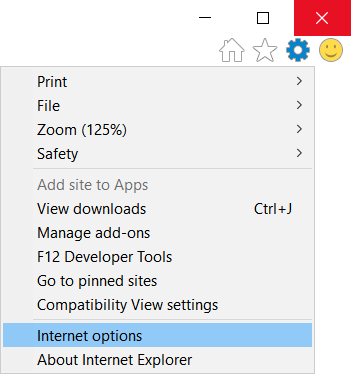 Print
File
Zoom (125%)
Safety
Add site to Apps
View downloads Ctrl+J
Manage add-ons
F12 Developer Tools
Go to pinned sites
Compatibility View settings
Internet options
About Internet Explorer